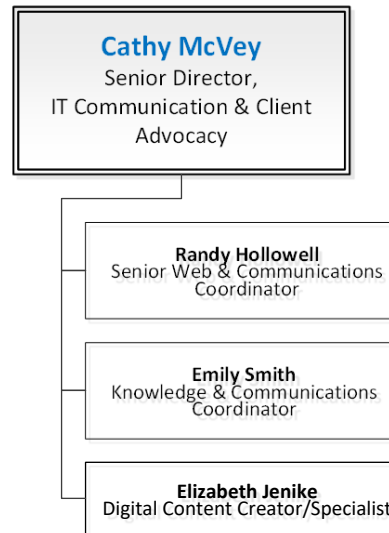 Cathy McVey
Senior Director,
IT Communication & Client
Advocacy
Randy Hollowell
Senior Web & Communications
Coordinator
Emily Smith
Knowledge & Communications
Coordinator
Elizabeth Jenike
Digital Content Creator/Specialist